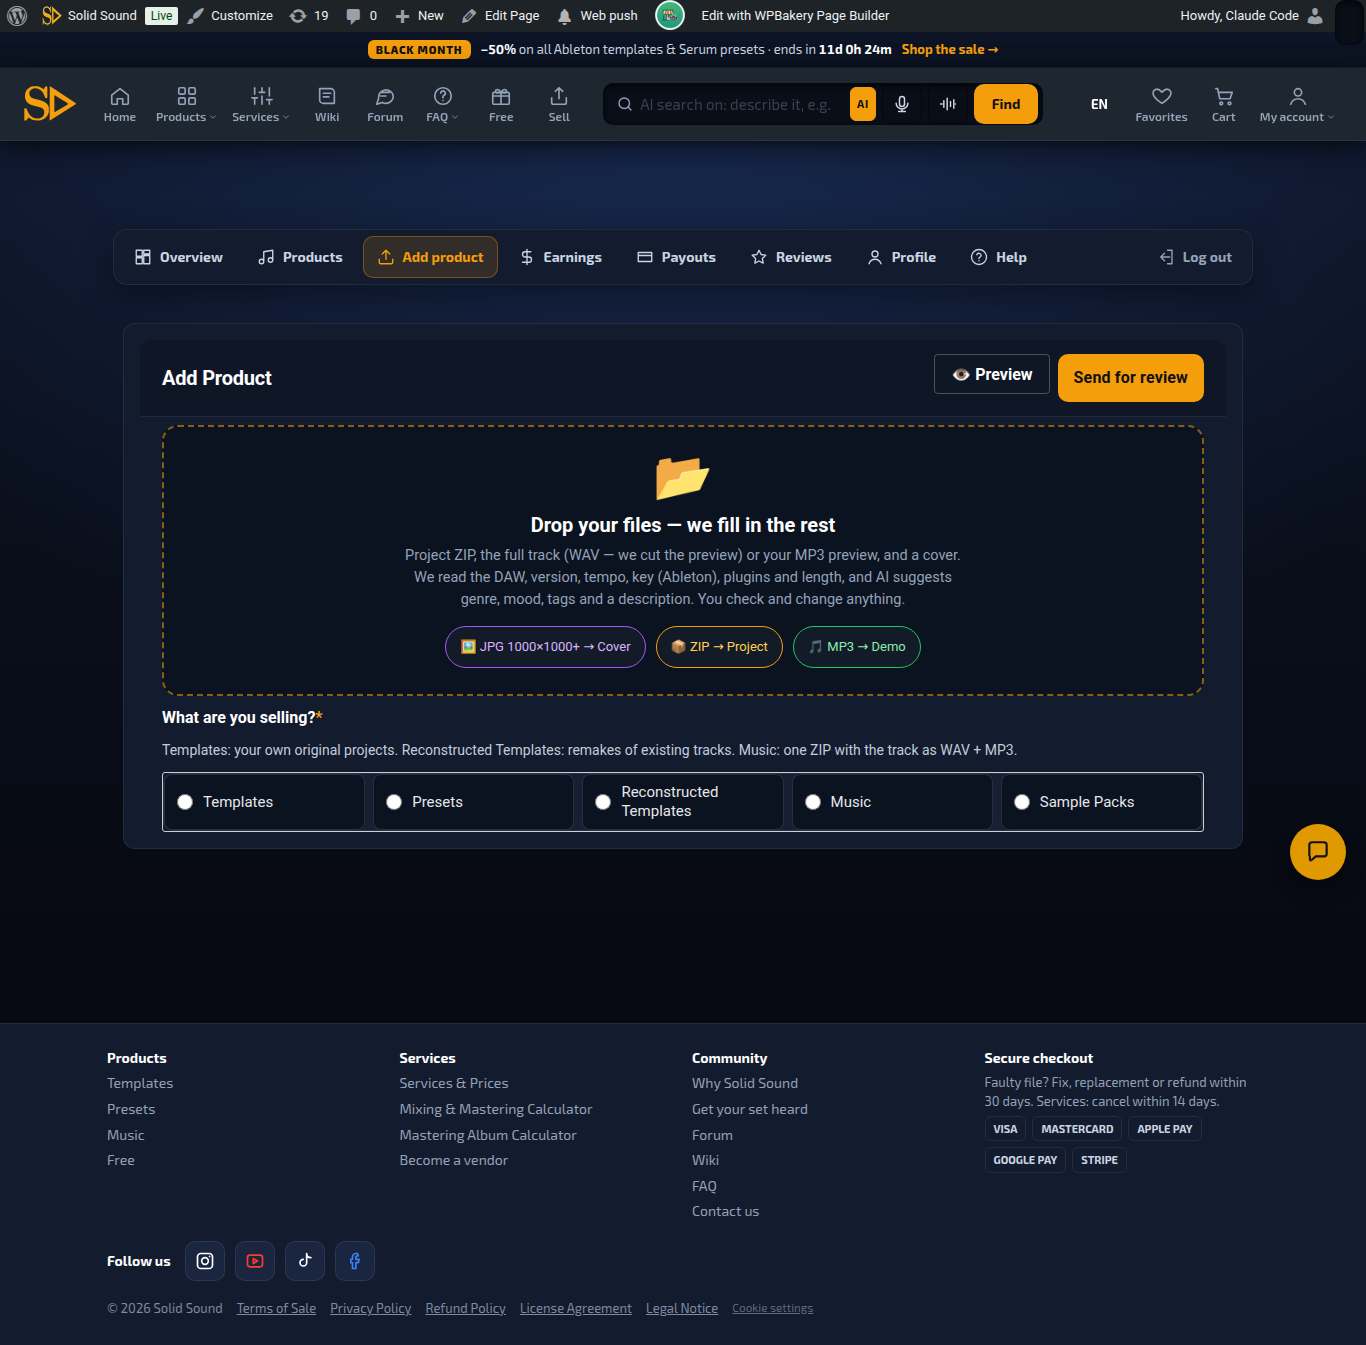 Solid Sound Live Customize 19 0 New Edit Page Web push Edit with WPBakery Page Builder Howdy, Claude Code
BLACK MONTH −50% on all Ableton templates & Serum presets · ends in 11d 0h 24m Shop the sale →
Home Products Services Wiki Forum FAQ Free Sell
AI search on: describe it, e.g. AI Find
EN Favorites Cart My account
Overview Products Add product Earnings Payouts Reviews Profile Help Log out
Add Product
Preview Send for review
Drop your files — we fill in the rest
Project ZIP, the full track (WAV — we cut the preview) or your MP3 preview, and a cover.
We read the DAW, version, tempo, key (Ableton), plugins and length, and AI suggests
genre, mood, tags and a description. You check and change anything.
JPG 1000×1000+ → Cover
ZIP → Project
MP3 → Demo
What are you selling?*
Templates: your own original projects. Reconstructed Templates: remakes of existing tracks. Music: one ZIP with the track as WAV + MP3.
Templates
Presets
Reconstructed
Templates
Music
Sample Packs
Products
Templates
Presets
Music
Free
Services
Services & Prices
Mixing & Mastering Calculator
Mastering Album Calculator
Become a vendor
Community
Why Solid Sound
Get your set heard
Forum
Wiki
FAQ
Contact us
Secure checkout
Faulty file? Fix, replacement or refund within
30 days. Services: cancel within 14 days.
VISA MASTERCARD APPLE PAY
GOOGLE PAY STRIPE
Follow us
© 2026 Solid Sound Terms of Sale Privacy Policy Refund Policy License Agreement Legal Notice Cookie settings